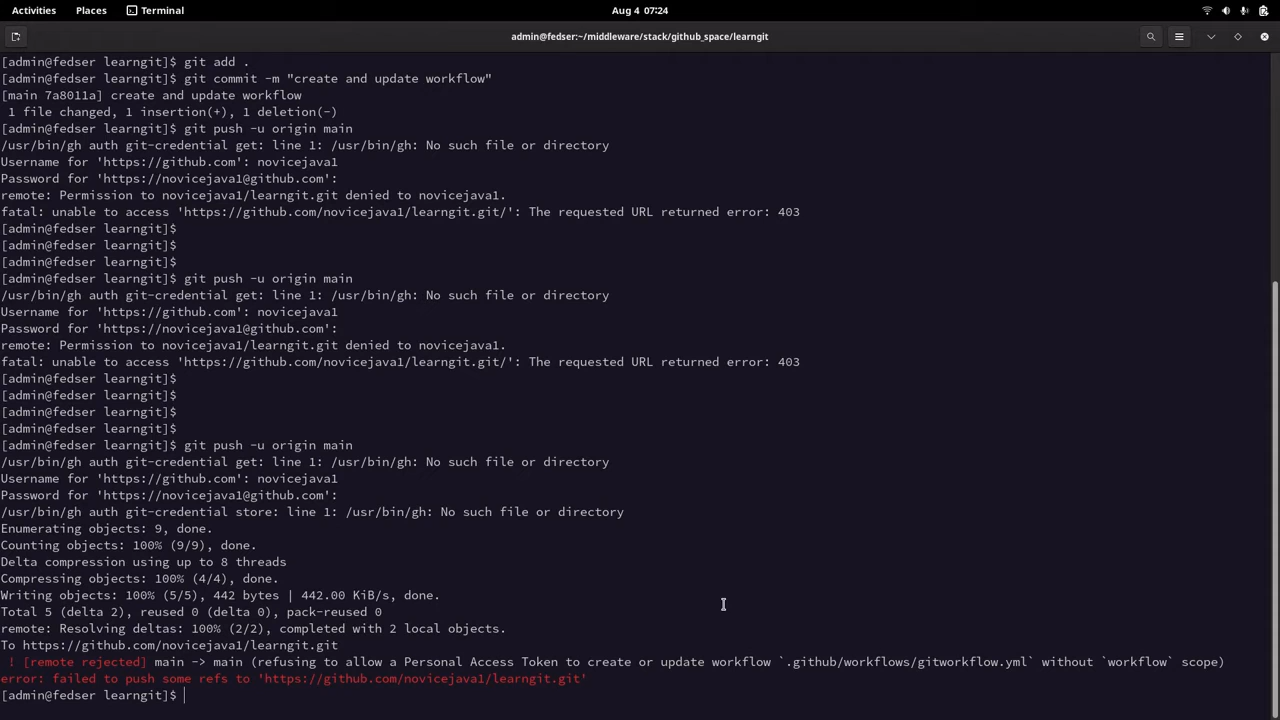 Activities Places Terminal Aug 4 07:24
admin@fedser:~/middleware/stack/github_space/learngit
[admin@fedser learngit]$ git add .
[admin@fedser learngit]$ git commit -m "create and update workflow"
[main 7a8011a] create and update workflow
 1 file changed, 1 insertion(+), 1 deletion(-)
[admin@fedser learngit]$ git push -u origin main
/usr/bin/gh auth git-credential get: line 1: /usr/bin/gh: No such file or directory
Username for 'https://github.com': novicejava1
Password for 'https://novicejava1@github.com':
remote: Permission to novicejava1/learngit.git denied to novicejava1.
fatal: unable to access 'https://github.com/novicejava1/learngit.git/': The requested URL returned error: 403
[admin@fedser learngit]$
[admin@fedser learngit]$
[admin@fedser learngit]$
[admin@fedser learngit]$ git push -u origin main
/usr/bin/gh auth git-credential get: line 1: /usr/bin/gh: No such file or directory
Username for 'https://github.com': novicejava1
Password for 'https://novicejava1@github.com':
remote: Permission to novicejava1/learngit.git denied to novicejava1.
fatal: unable to access 'https://github.com/novicejava1/learngit.git/': The requested URL returned error: 403
[admin@fedser learngit]$
[admin@fedser learngit]$
[admin@fedser learngit]$
[admin@fedser learngit]$
[admin@fedser learngit]$ git push -u origin main
/usr/bin/gh auth git-credential get: line 1: /usr/bin/gh: No such file or directory
Username for 'https://github.com': novicejava1
Password for 'https://novicejava1@github.com':
/usr/bin/gh auth git-credential store: line 1: /usr/bin/gh: No such file or directory
Enumerating objects: 9, done.
Counting objects: 100% (9/9), done.
Delta compression using up to 8 threads
Compressing objects: 100% (4/4), done.
Writing objects: 100% (5/5), 442 bytes | 442.00 KiB/s, done.
Total 5 (delta 2), reused 0 (delta 0), pack-reused 0
remote: Resolving deltas: 100% (2/2), completed with 2 local objects.
To https://github.com/novicejava1/learngit.git
 ! [remote rejected] main -> main (refusing to allow a Personal Access Token to create or update workflow `.github/workflows/gitworkflow.yml` without `workflow` scope)
error: failed to push some refs to 'https://github.com/novicejava1/learngit.git'
[admin@fedser learngit]$